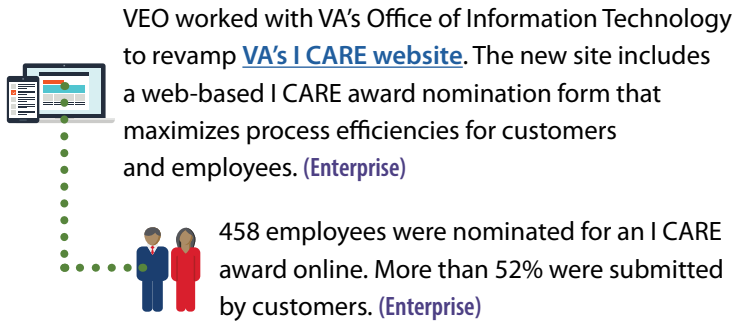 VEO worked with VA’s Office of Information Technology
to revamp VA’s I CARE website. The new site includes
a web-based I CARE award nomination form that
maximizes process efficiencies for customers
and employees. (Enterprise)
458 employees were nominated for an I CARE
award online. More than 52% were submitted
by customers. (Enterprise)